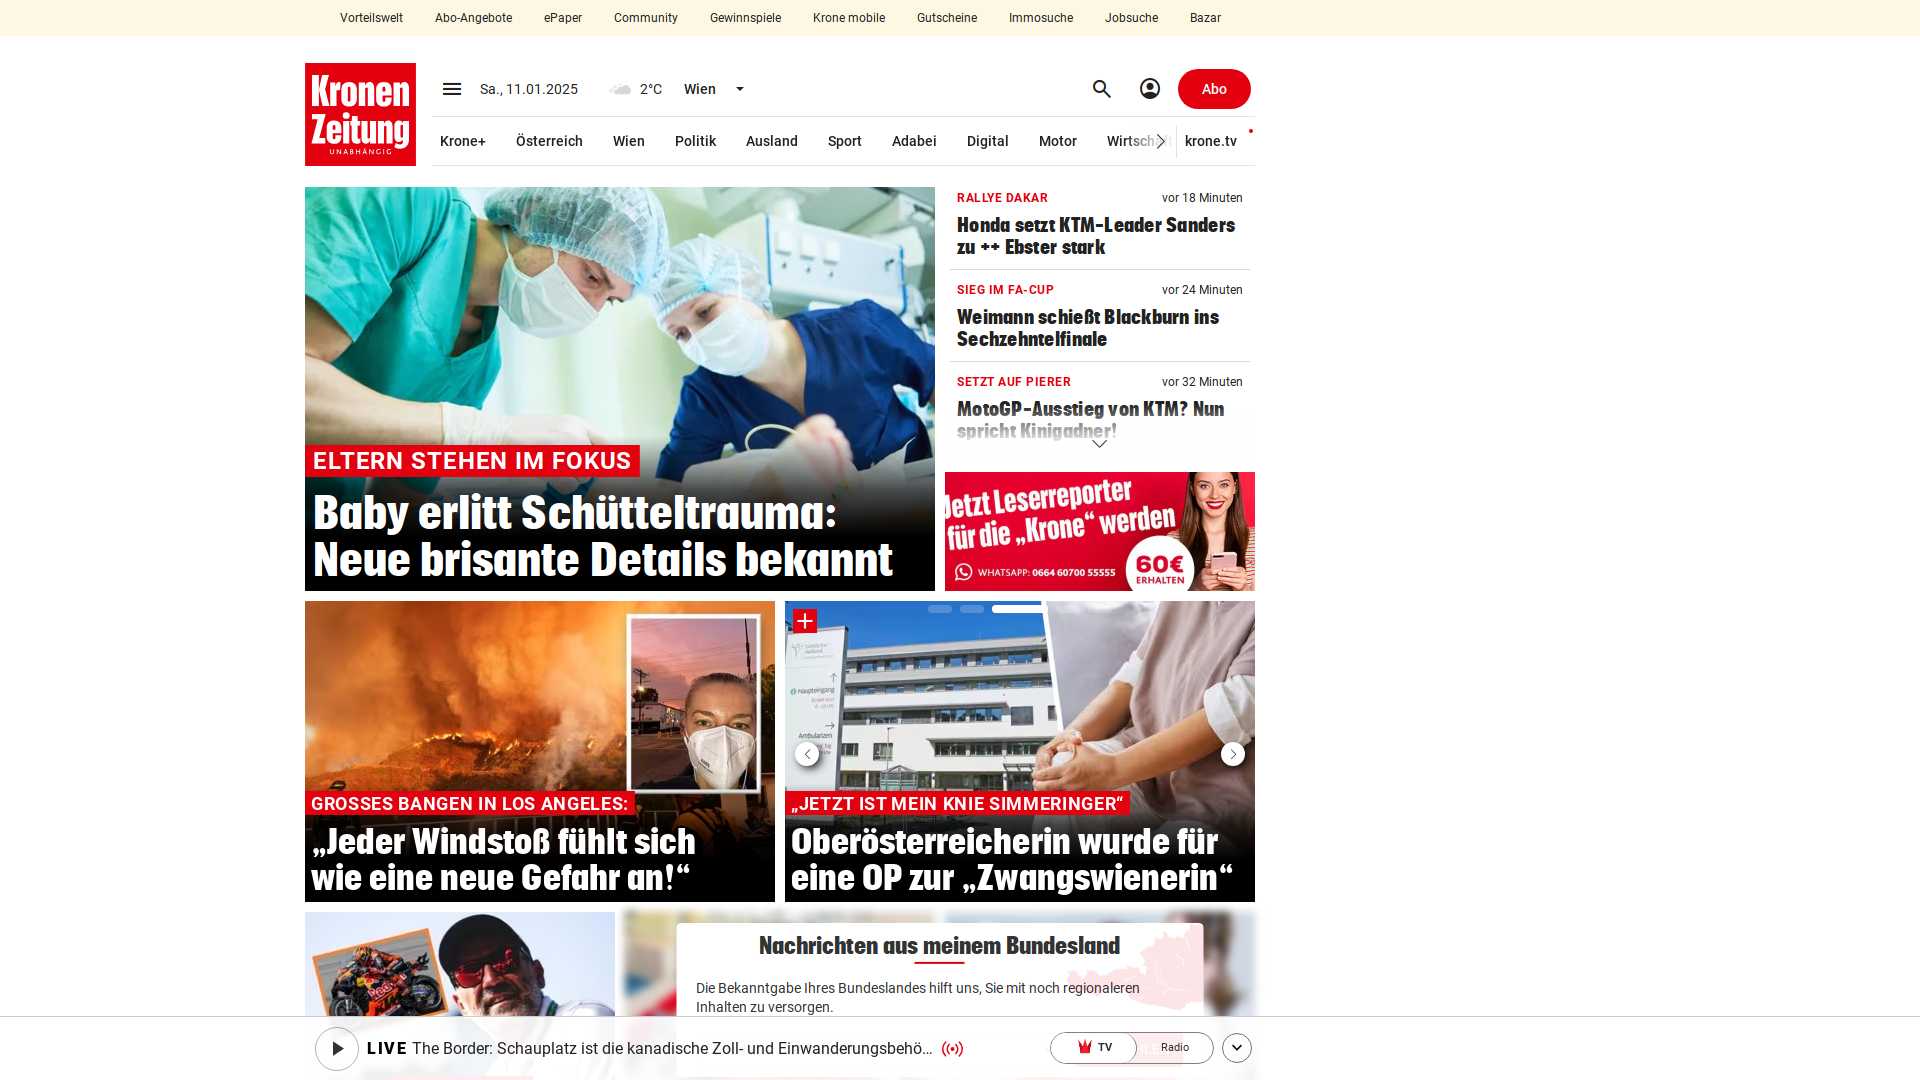 Vorteilswelt Abo-Angebote ePaper Community Gewinnspiele Krone mobile Gutscheine Immosuche Jobsuche Bazar
Kronen
Zeitung
UNABHÄNGIG
Sa., 11.01.2025 2°C Wien
Abo
Krone+ Österreich Wien Politik Ausland Sport Adabei Digital Motor Wirtschaft krone.tv
ELTERN STEHEN IM FOKUS
Baby erlitt Schütteltrauma:
Neue brisante Details bekannt
RALLYE DAKAR vor 18 Minuten
Honda setzt KTM-Leader Sanders
zu ++ Ebster stark
SIEG IM FA-CUP vor 24 Minuten
Weimann schießt Blackburn ins
Sechzehntelfinale
SETZT AUF PIERER vor 32 Minuten
MotoGP-Ausstieg von KTM? Nun
spricht Kinigadner!
Jetzt Leserreporter
für die „Krone“ werden
WHATSAPP: 0664 60700 55555
60€
ERHALTEN
GROSSES BANGEN IN LOS ANGELES:
„Jeder Windstoß fühlt sich
wie eine neue Gefahr an!“
Haupteingang
Ambulanzen
„JETZT IST MEIN KNIE SIMMERINGER“
Oberösterreicherin wurde für
eine OP zur „Zwangswienerin“
Nachrichten aus meinem Bundesland
Die Bekanntgabe Ihres Bundeslandes hilft uns, Sie mit noch regionaleren
Inhalten zu versorgen.
LIVE The Border: Schauplatz ist die kanadische Zoll- und Einwanderungsbehö...
TV Radio